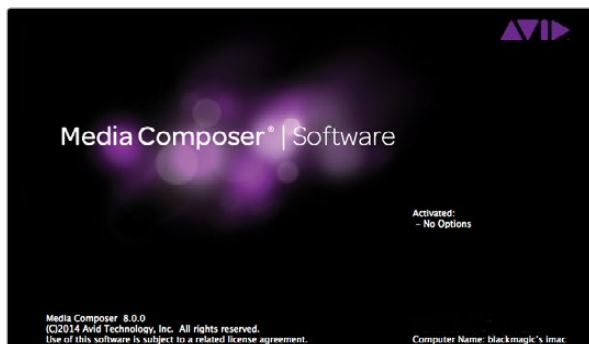 AVID
Media Composer® | Software
Activated:
- No Options
Media Composer 8.0.0
(C)2014 Avid Technology, Inc. All rights reserved.
Use of this software is subject to a related license agreement.
Computer Name: blackmagic's imac